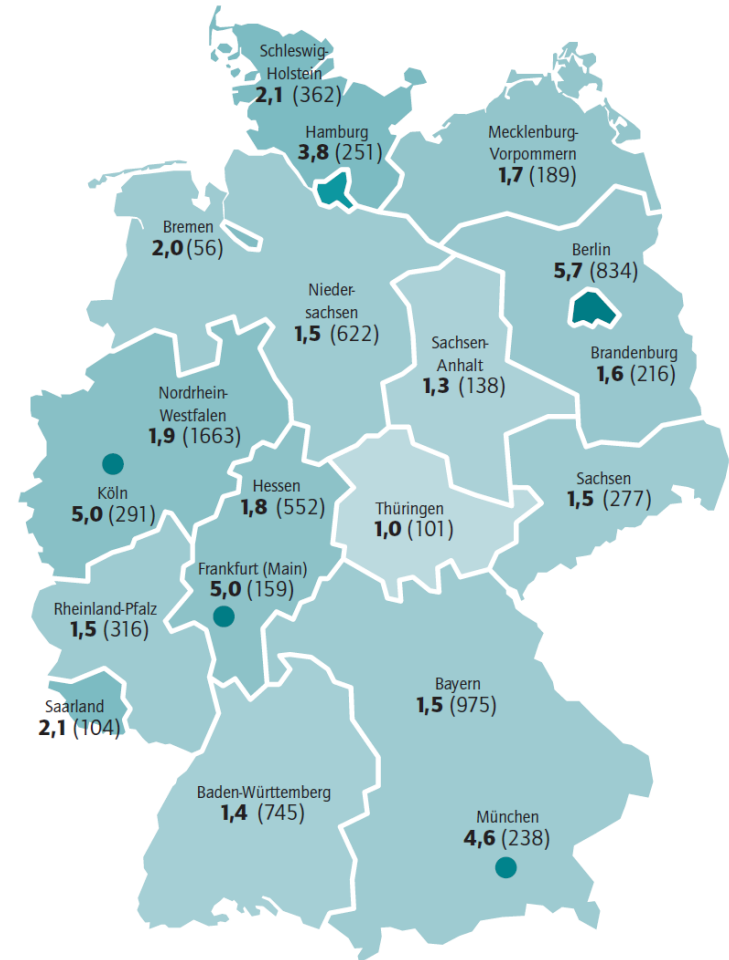 Schleswig-
Holstein
2,1 (362)
Hamburg
3,8 (251)
Mecklenburg-
Vorpommern
1,7 (189)
Bremen
2,0 (56)
Berlin
5,7 (834)
Nieder-
sachsen
1,5 (622)
Sachsen-
Anhalt
1,3 (138)
Brandenburg
1,6 (216)
Nordrhein-
Westfalen
1,9 (1663)
Köln
5,0 (291)
Hessen
1,8 (552)
Sachsen
1,5 (277)
Thüringen
1,0 (101)
Frankfurt (Main)
5,0 (159)
Rheinland-Pfalz
1,5 (316)
Saarland
2,1 (104)
Bayern
1,5 (975)
Baden-Württemberg
1,4 (745)
München
4,6 (238)